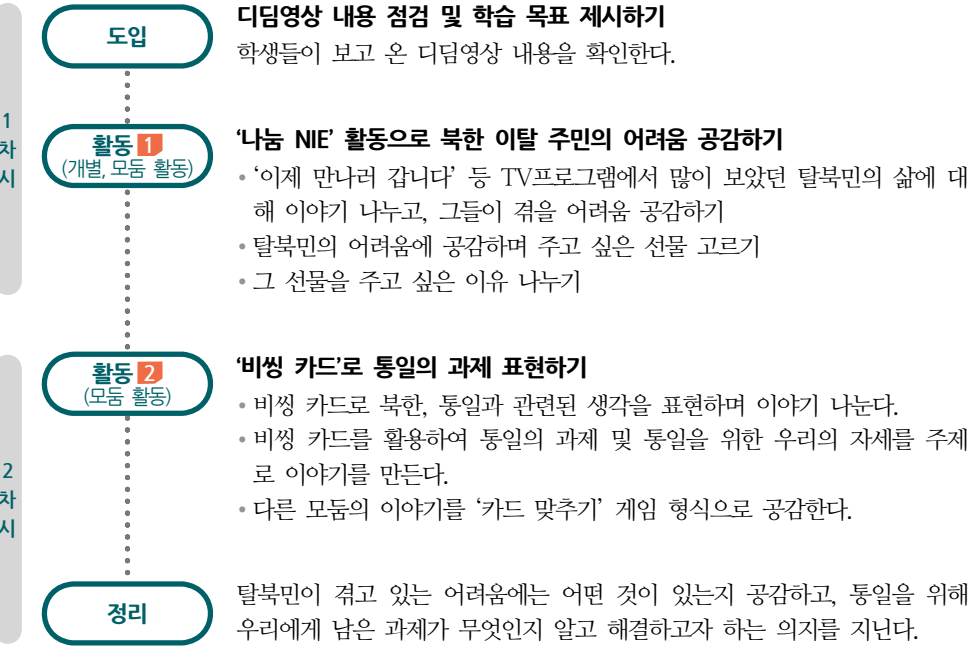 1
차
시
도입
디딤영상 내용 점검 및 학습 목표 제시하기
학생들이 보고 온 디딤영상 내용을 확인한다.
활동 1
(개별, 모둠 활동)
‘나눔 NIE’ 활동으로 북한 이탈 주민의 어려움 공감하기
• ‘이제 만나러 갑니다’ 등 TV프로그램에서 많이 보았던 탈북민의 삶에 대
해 이야기 나누고, 그들이 겪을 어려움 공감하기
• 탈북민의 어려움에 공감하며 주고 싶은 선물 고르기
• 그 선물을 주고 싶은 이유 나누기
2
차
시
활동 2
(모둠 활동)
‘비씽 카드’로 통일의 과제 표현하기
• 비씽 카드로 북한, 통일과 관련된 생각을 표현하며 이야기 나눈다.
• 비씽 카드를 활용하여 통일의 과제 및 통일을 위한 우리의 자세를 주제
로 이야기를 만든다.
• 다른 모둠의 이야기를 ‘카드 맞추기’ 게임 형식으로 공감한다.
정리
탈북민이 겪고 있는 어려움에는 어떤 것이 있는지 공감하고, 통일을 위해
우리에게 남은 과제가 무엇인지 알고 해결하고자 하는 의지를 지닌다.